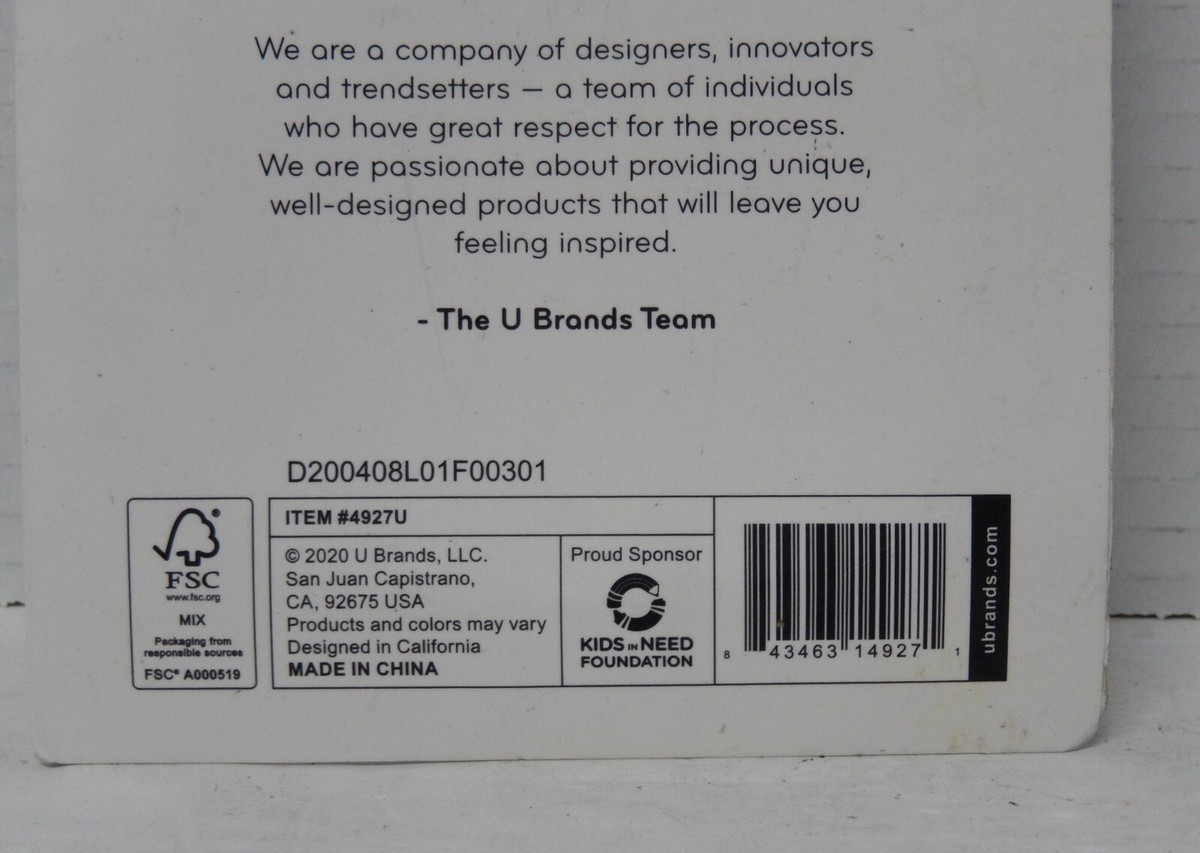 We are a company of designers, innovators
and trendsetters – a team of individuals
who have great respect for the process.
We are passionate about providing unique,
well-designed products that will leave you
feeling inspired.
- The U Brands Team
D200408L01F00301
®
FSC
www.fsc.org
MIX
Packaging from
responsible sources
FSC® A000519
ITEM #4927U
© 2020 U Brands, LLC.
San Juan Capistrano,
CA, 92675 USA
Products and colors may vary
Designed in California
MADE IN CHINA
Proud Sponsor
KIDS IN NEED
FOUNDATION
8 43463 14927 1
ubrands.com